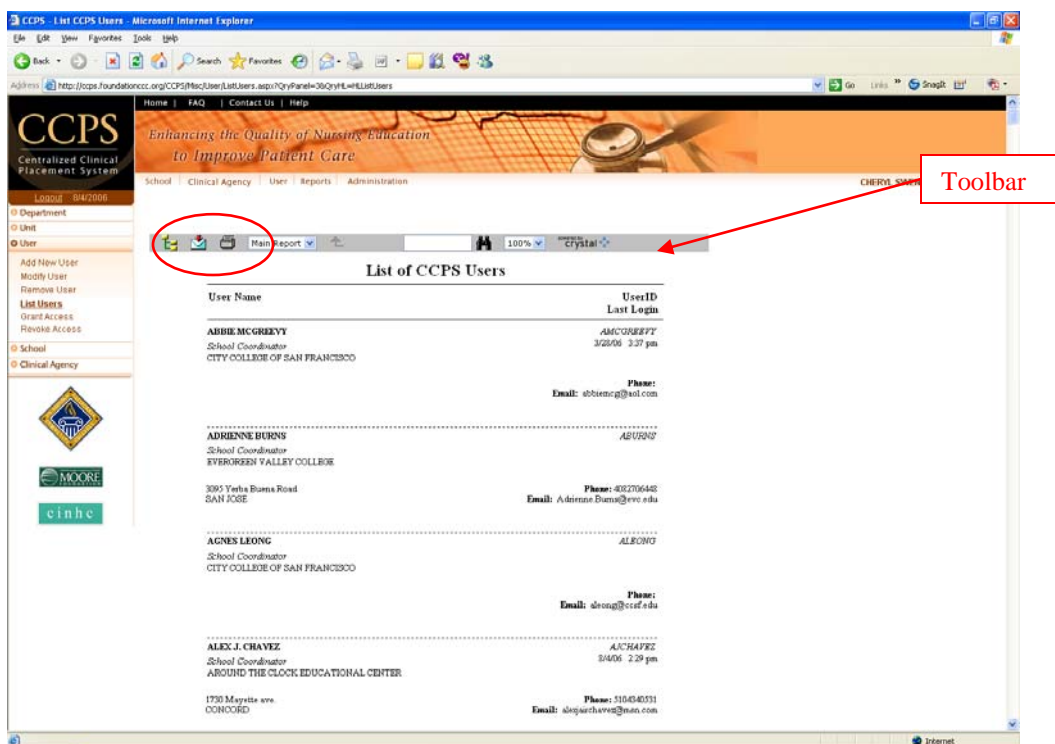 CCPS - List CCPS Users - Microsoft Internet Explorer
File Edit View Favorites Tools Help
Back Search Favorites
Address http://ccps.foundationccc.org/CCPS/Misc/User/ListUsers.aspx?QryPanel=3&QryHL=HLListUsers Go Links » SnagIt
Home | FAQ | Contact Us | Help
CCPS
Centralized Clinical
Placement System
Enhancing the Quality of Nursing Education
to Improve Patient Care
School Clinical Agency User Reports Administration
CHERYL
Toolbar
Logout 8/4/2006
Department
Unit
User
Add New User
Modify User
Remove User
List Users
Grant Access
Revoke Access
School
Clinical Agency
MOORE
cinhc
Main Report 100% powered by crystal
List of CCPS Users
User Name UserID
Last Login
ABBIE MCGREEVY AMCGREEVY
School Coordinator 3/28/06 3:37 pm
CITY COLLEGE OF SAN FRANCISCO
Phone:
Email: abbiemcg@aol.com
ADRIENNE BURNS ABURNS
School Coordinator
EVERGREEN VALLEY COLLEGE
3095 Yerba Buena Road Phone: 4082706448
SAN JOSE Email: Adrienne.Burns@evc.edu
AGNES LEONG ALEONG
School Coordinator
CITY COLLEGE OF SAN FRANCISCO
Phone:
Email: aleong@ccsf.edu
ALEX J. CHAVEZ AJCHAVEZ
School Coordinator 8/4/06 2:29 pm
AROUND THE CLOCK EDUCATIONAL CENTER
1730 Mayette ave. Phone: 5104340531
CONCORD Email: alexjairchavez@msn.com
Internet